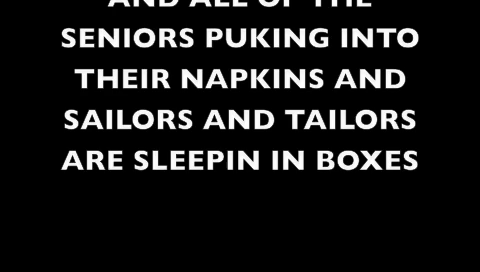 AND ALL OF THE
SENIORS PUKING INTO
THEIR NAPKINS AND
SAILORS AND TAILORS
ARE SLEEPIN IN BOXES